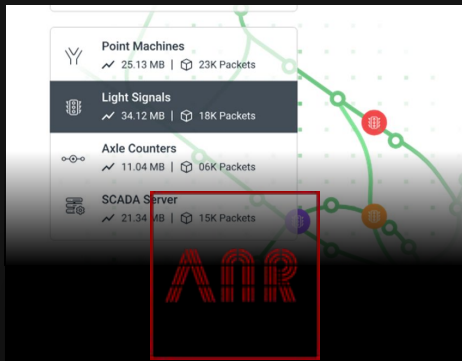 Point Machines
25.13 MB | 23K Packets
Light Signals
34.12 MB | 18K Packets
Axle Counters
11.04 MB | 06K Packets
SCADA Server
21.34 MB | 15K Packets
ANR